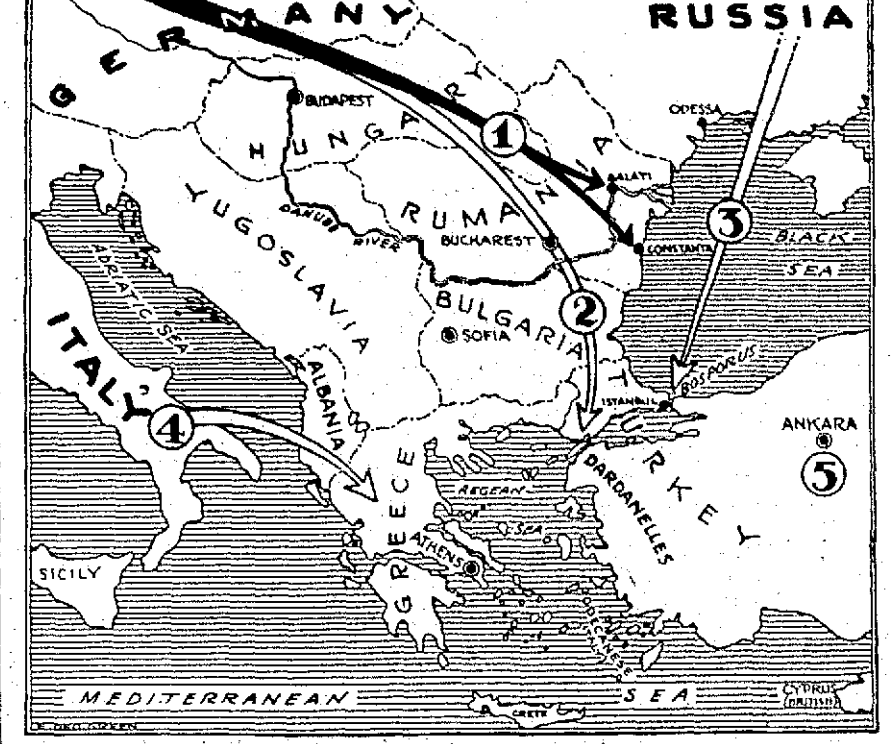 GERMANY
RUSSIA
BUDAPEST
HUNGARY
ODESSA
1
GALATI
YUGOSLAVIA
DANUBE
RIVER
RUMANIA
BUCHAREST
CONSTANTA
3
BLACK
SEA
ADRIATIC SEA
BULGARIA
SOFIA
2
ITALY
ALBANIA
BOSPORUS
ISTANBUL
TURKEY
ANKARA
5
4
GREECE
AEGEAN
SEA
DARDANELLES
ATHENS
SICILY
DODECANESE
MEDITERRANEAN
SEA
CRETE
CYPRUS
(BRITISH)